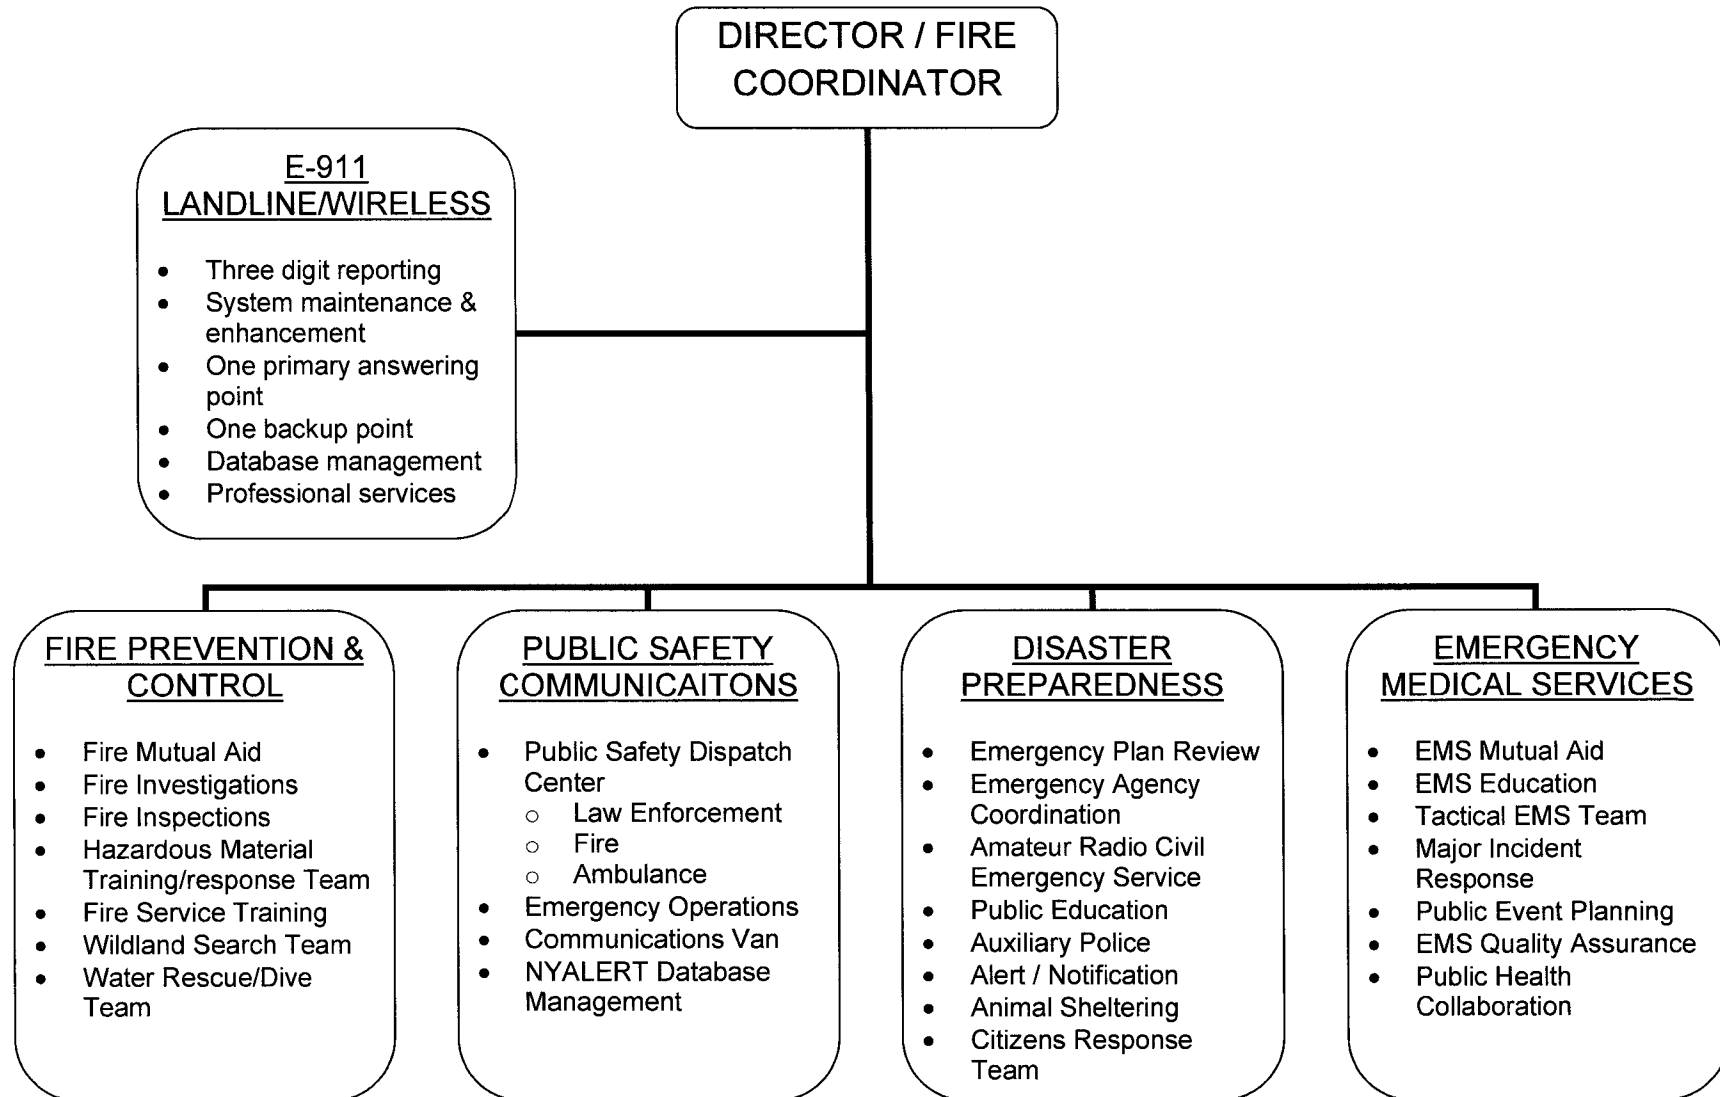 DIRECTOR / FIRE
COORDINATOR
E-911
LANDLINE/WIRELESS
• Three digit reporting
• System maintenance &
enhancement
• One primary answering
point
• One backup point
• Database management
• Professional services
FIRE PREVENTION &
CONTROL
• Fire Mutual Aid
• Fire Investigations
• Fire Inspections
• Hazardous Material
Training/response Team
• Fire Service Training
• Wildland Search Team
• Water Rescue/Dive
Team
PUBLIC SAFETY
COMMUNICAITONS
• Public Safety Dispatch
Center
○ Law Enforcement
○ Fire
○ Ambulance
• Emergency Operations
• Communications Van
• NYALERT Database
Management
DISASTER
PREPAREDNESS
• Emergency Plan Review
• Emergency Agency
Coordination
• Amateur Radio Civil
Emergency Service
• Public Education
• Auxiliary Police
• Alert / Notification
• Animal Sheltering
• Citizens Response
Team
EMERGENCY
MEDICAL SERVICES
• EMS Mutual Aid
• EMS Education
• Tactical EMS Team
• Major Incident
Response
• Public Event Planning
• EMS Quality Assurance
• Public Health
Collaboration